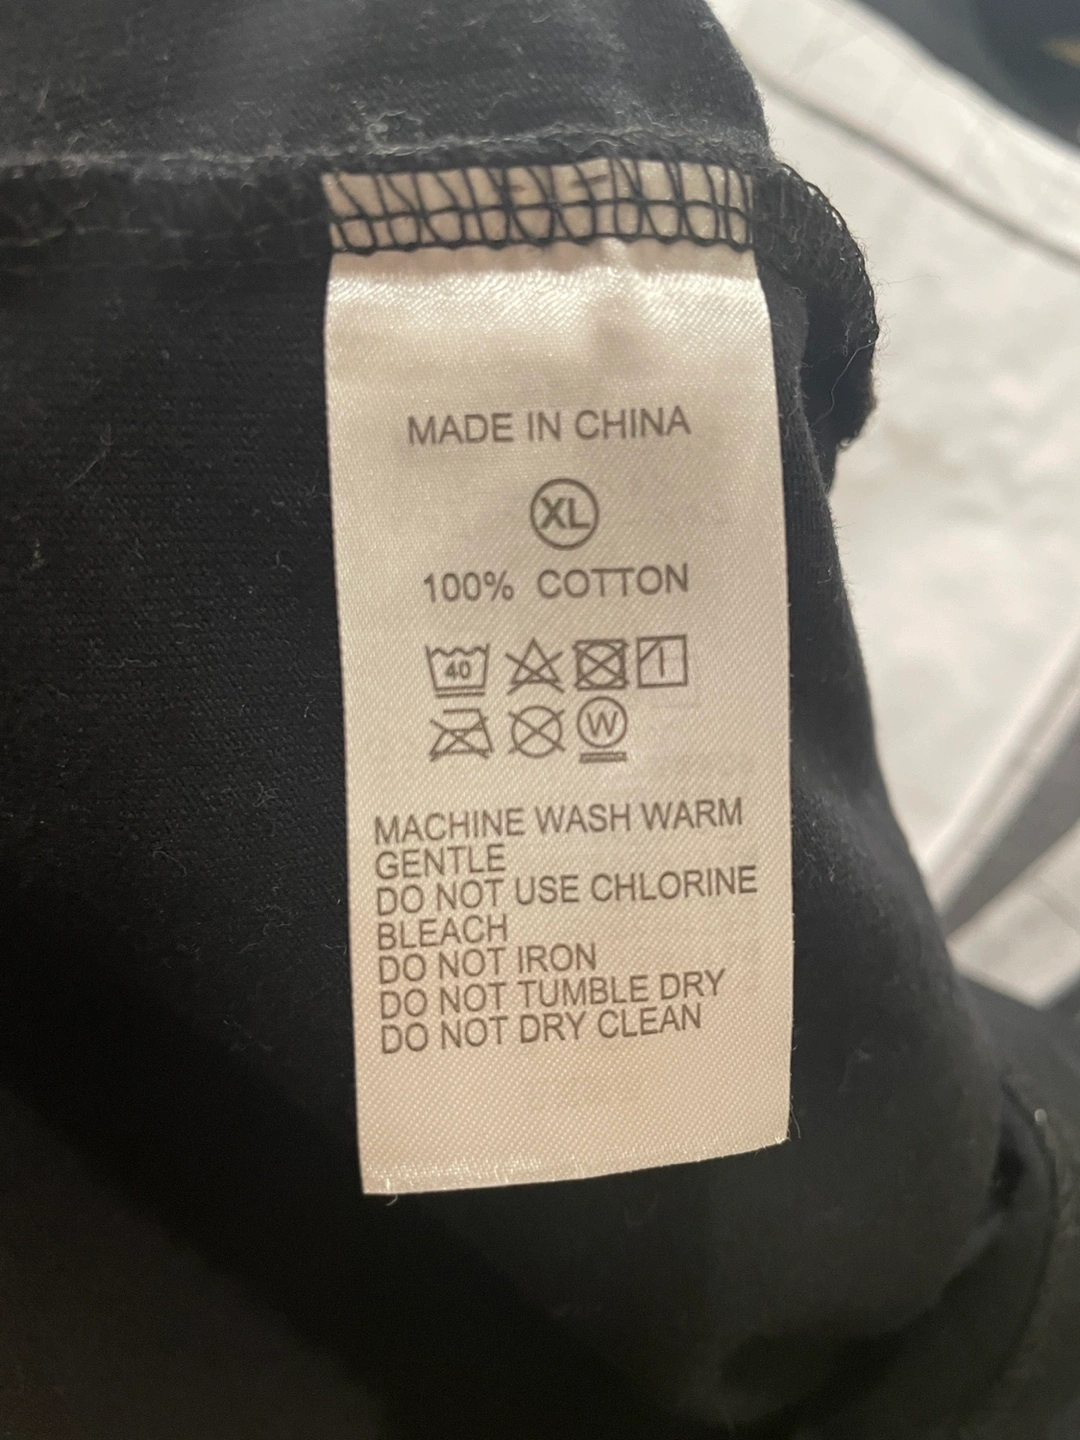 MADE IN CHINA
XL
100% COTTON
40
W
MACHINE WASH WARM
GENTLE
DO NOT USE CHLORINE
BLEACH
DO NOT IRON
DO NOT TUMBLE DRY
DO NOT DRY CLEAN